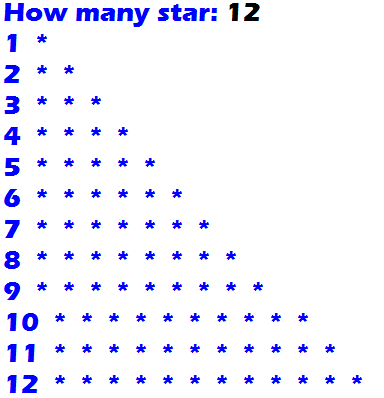 How many star: 12
1 *
2 * *
3 * * *
4 * * * *
5 * * * * *
6 * * * * * *
7 * * * * * * *
8 * * * * * * * *
9 * * * * * * * * *
10 * * * * * * * * * *
11 * * * * * * * * * * *
12 * * * * * * * * * * * *